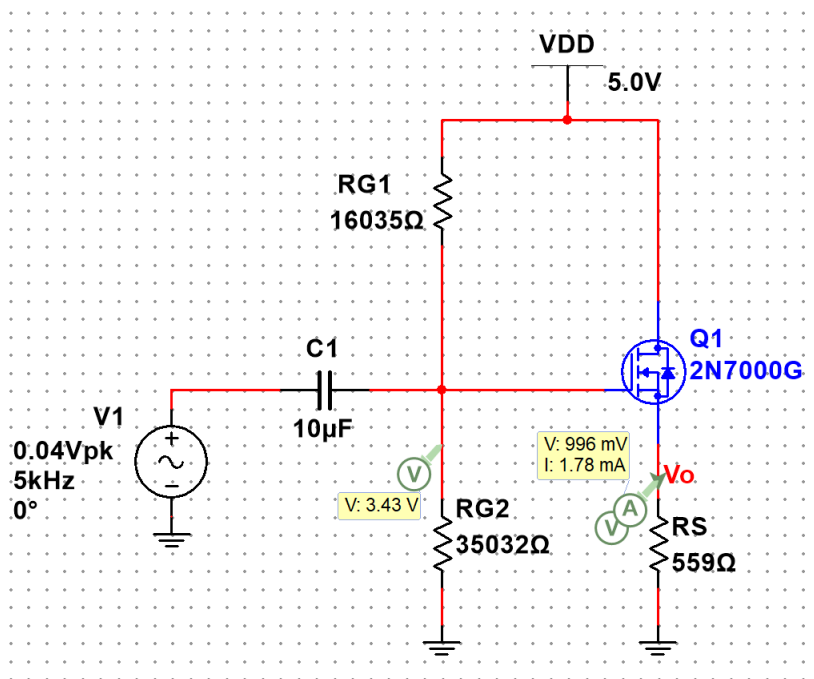 VDD
5.0V
RG1
16035Ω
Q1
2N7000G
C1
10µF
V1
0.04Vpk
5kHz
0°
V: 996 mV
I: 1.78 mA
Vo
V
V: 3.43 V
A
V
RG2
35032Ω
RS
559Ω